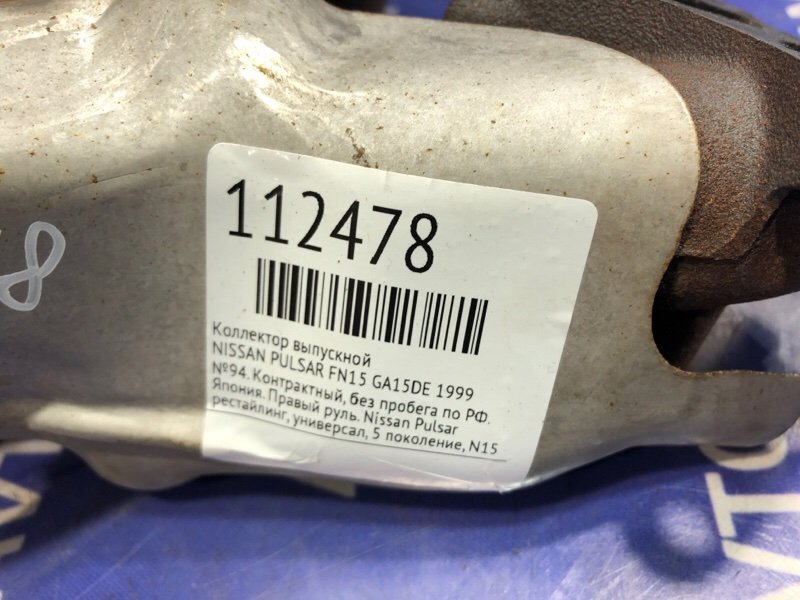 112478
Коллектор выпускной
NISSAN PULSAR FN15 GA15DE 1999
№94. Контрактный, без пробега по РФ.
Япония. Правый руль. Nissan Pulsar
рестайлинг, универсал, 5 поколение, N15
8